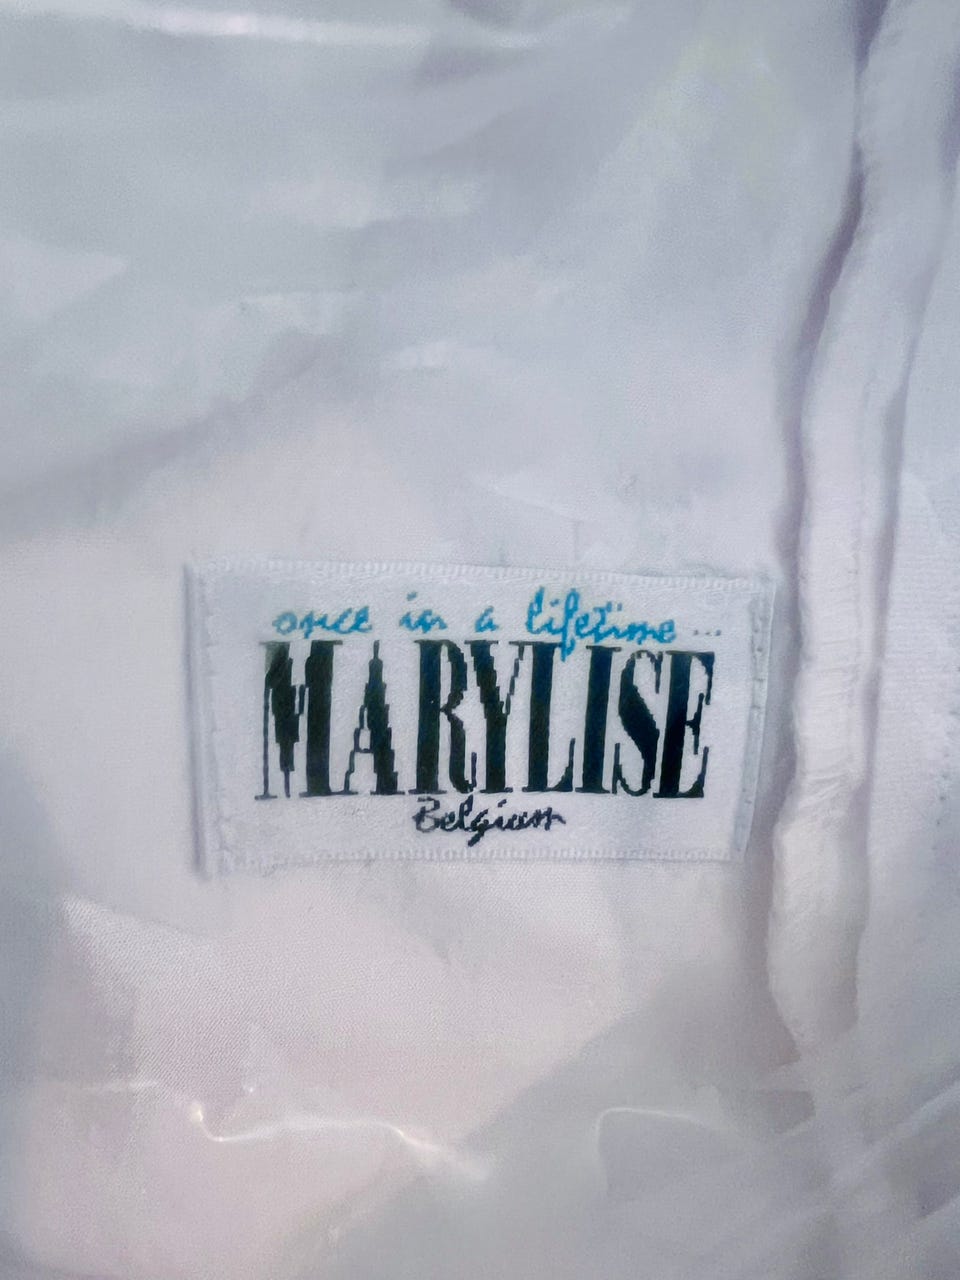 once in a lifetime...
MARYLISE
Belgium